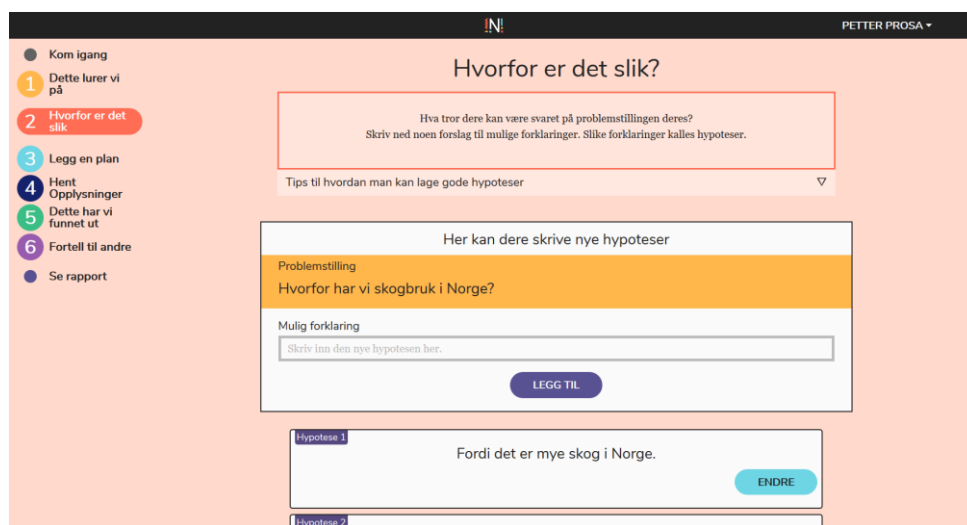 !N!
PETTER PROSA
Kom igang
1 Dette lurer vi
på
2 Hvorfor er det
slik
3 Legg en plan
4 Hent
Opplysninger
5 Dette har vi
funnet ut
6 Fortell til andre
Se rapport
Hvorfor er det slik?
Hva tror dere kan være svaret på problemstillingen deres?
Skriv ned noen forslag til mulige forklaringer. Slike forklaringer kalles hypoteser.
Tips til hvordan man kan lage gode hypoteser
Her kan dere skrive nye hypoteser
Problemstilling
Hvorfor har vi skogbruk i Norge?
Mulig forklaring
Skriv inn den nye hypotesen her.
LEGG TIL
Hypotese 1
Fordi det er mye skog i Norge.
ENDRE
Hypotese 2